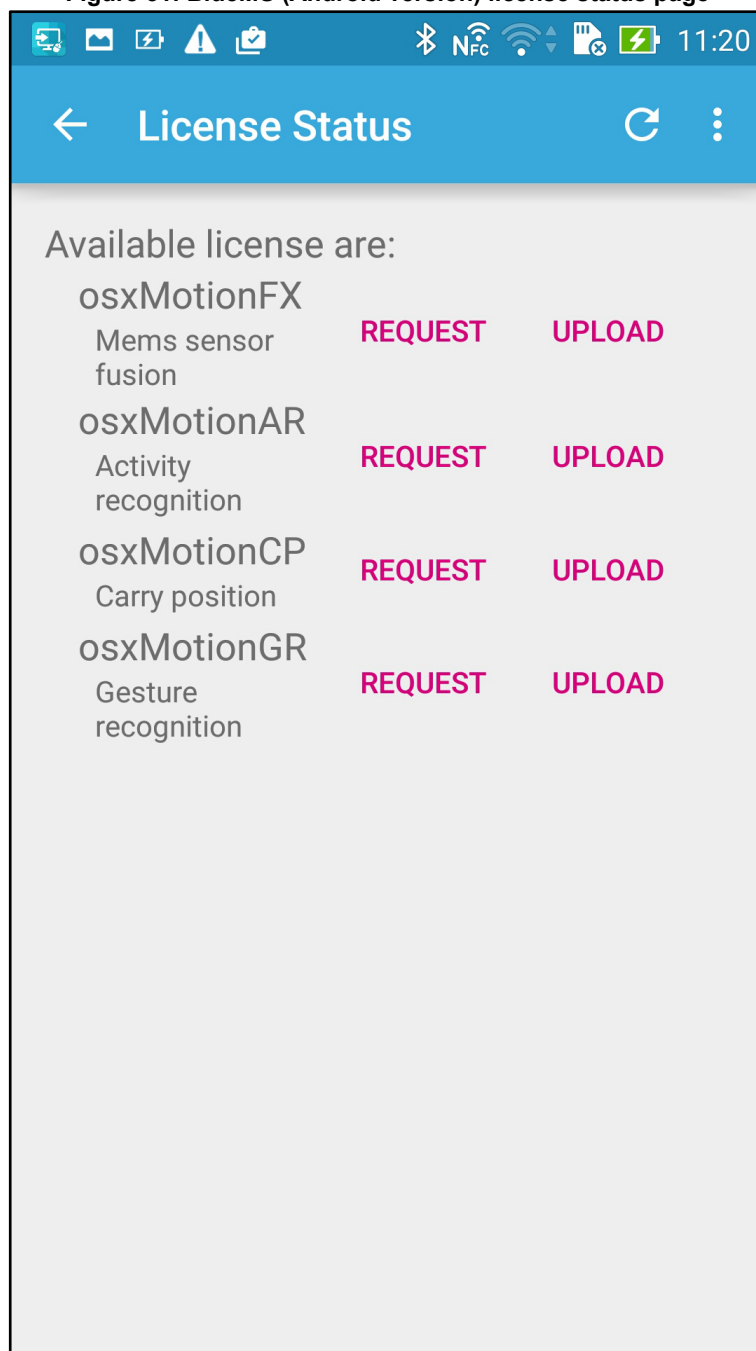 NFC 11:20
License Status
Available license are:
osxMotionFX
Mems sensor
fusion
REQUEST UPLOAD
osxMotionAR
Activity
recognition
REQUEST UPLOAD
osxMotionCP
Carry position
REQUEST UPLOAD
osxMotionGR
Gesture
recognition
REQUEST UPLOAD